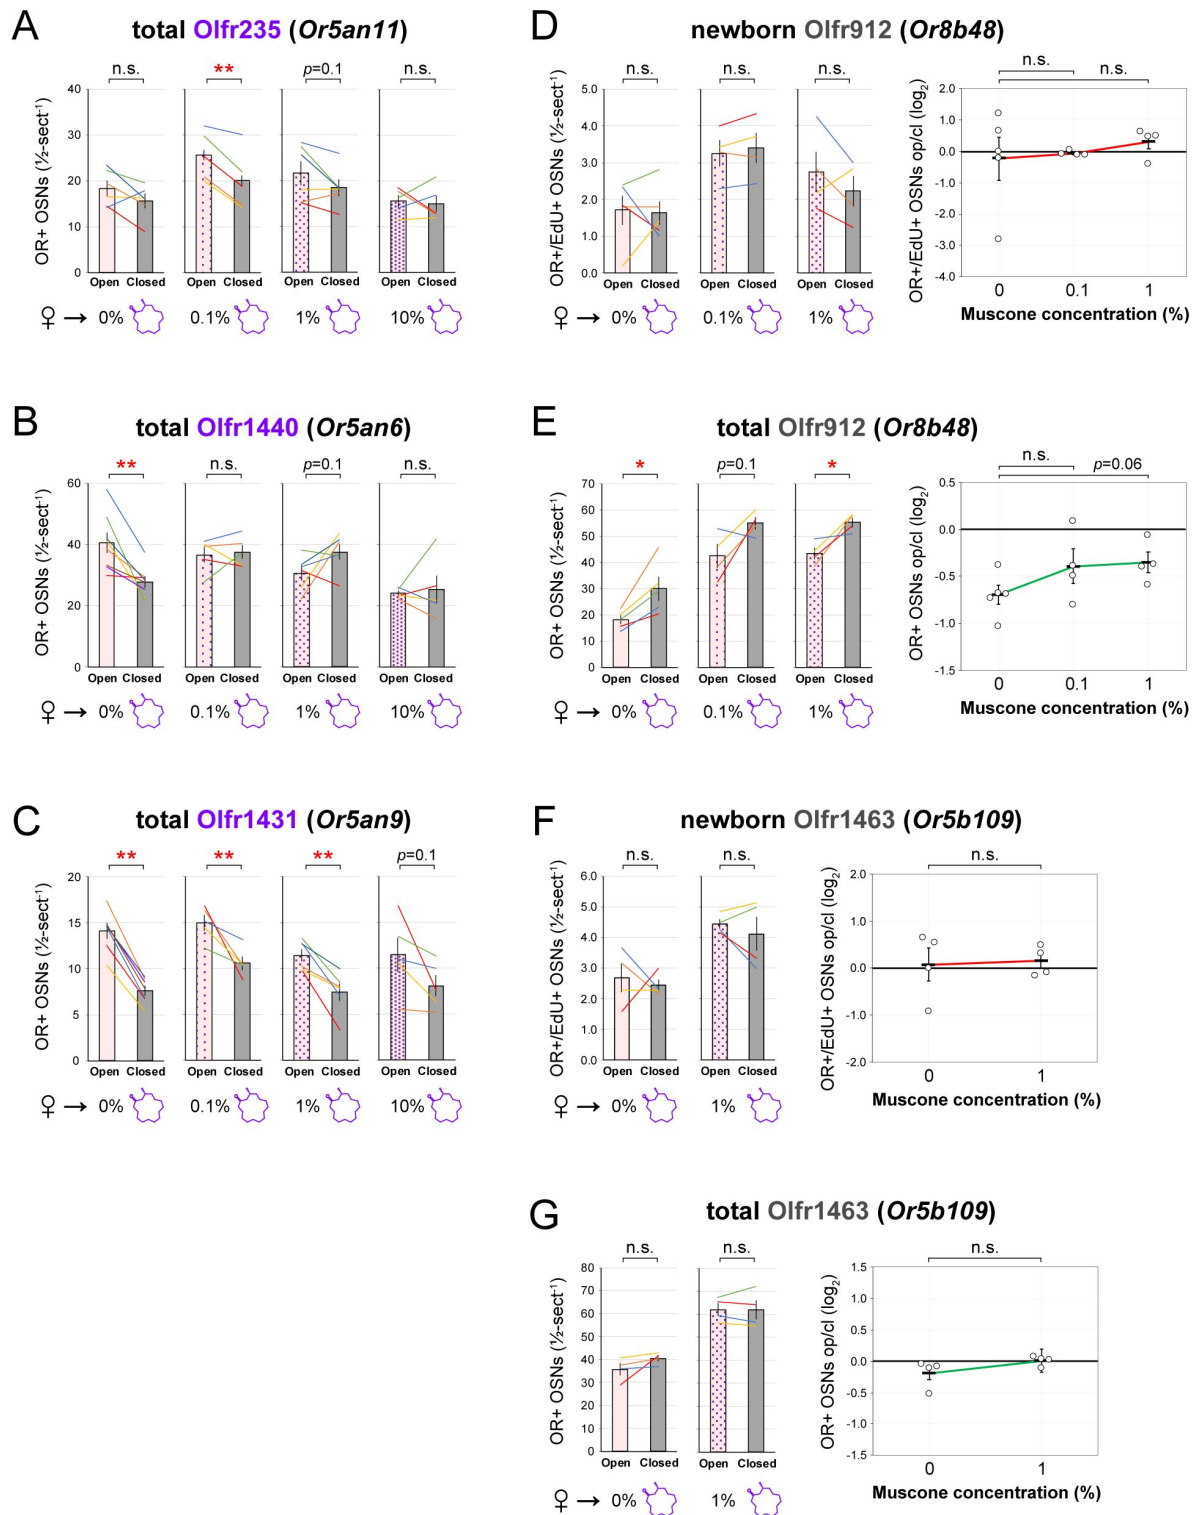 A
total Olfr235 (Or5an11)
n.s.
**
p=0.1
n.s.
OR+ OSNs (½-sect⁻¹)
40
30
20
10
0
Open Closed Open Closed Open Closed Open Closed
♀ → 0% 0.1% 1% 10%
B
total Olfr1440 (Or5an6)
**
n.s.
p=0.1
n.s.
OR+ OSNs (½-sect⁻¹)
60
40
20
0
Open Closed Open Closed Open Closed Open Closed
♀ → 0% 0.1% 1% 10%
C
total Olfr1431 (Or5an9)
**
**
**
p=0.1
OR+ OSNs (½-sect⁻¹)
20
15
10
5
0
Open Closed Open Closed Open Closed Open Closed
♀ → 0% 0.1% 1% 10%
D
newborn Olfr912 (Or8b48)
n.s.
n.s.
n.s.
OR+/EdU+ OSNs (½-sect⁻¹)
5.0
4.0
3.0
2.0
1.0
0.0
Open Closed Open Closed Open Closed
♀ → 0% 0.1% 1%
n.s.
n.s.
OR+/EdU+ OSNs op/cl (log₂)
2.0
1.0
0.0
-1.0
-2.0
-3.0
-4.0
0 0.1 1
Muscone concentration (%)
E
total Olfr912 (Or8b48)
*
p=0.1
*
OR+ OSNs (½-sect⁻¹)
70
60
50
40
30
20
10
0
Open Closed Open Closed Open Closed
♀ → 0% 0.1% 1%
n.s.
p=0.06
OR+ OSNs op/cl (log₂)
0.5
0.0
-0.5
-1.0
-1.5
0 0.1 1
Muscone concentration (%)
F
newborn Olfr1463 (Or5b109)
n.s.
n.s.
OR+/EdU+ OSNs (½-sect⁻¹)
6.0
5.0
4.0
3.0
2.0
1.0
0.0
Open Closed Open Closed
♀ → 0% 1%
n.s.
OR+/EdU+ OSNs op/cl (log₂)
2.0
1.0
0.0
-1.0
-2.0
0 1
Muscone concentration (%)
G
total Olfr1463 (Or5b109)
n.s.
n.s.
OR+ OSNs (½-sect⁻¹)
80
70
60
50
40
30
20
10
0
Open Closed Open Closed
♀ → 0% 1%
n.s.
OR+ OSNs op/cl (log₂)
1.5
1.0
0.5
0.0
-0.5
-1.0
-1.5
0 1
Muscone concentration (%)